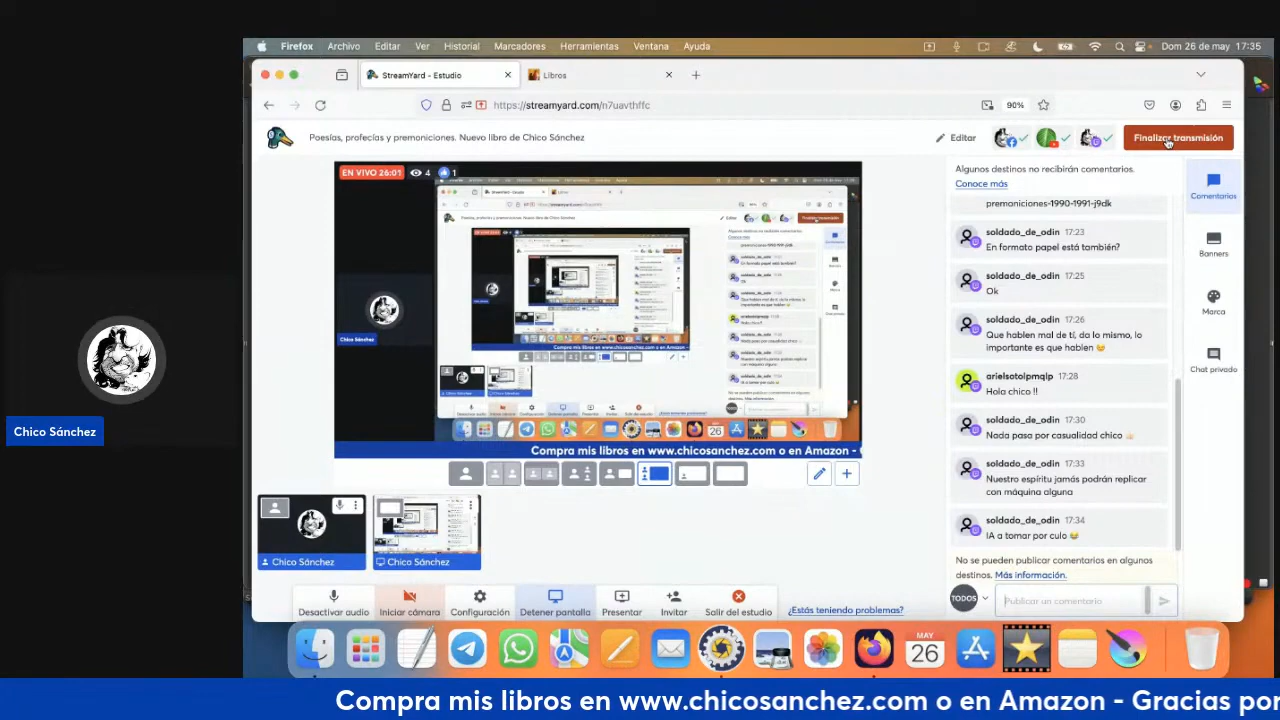 Firefox Archivo Editar Ver Historial Marcadores Herramientas Ventana Ayuda Dom 26 de may 17:35
StreamYard - Estudio
Libros
https://streamyard.com/n7uavthffc
90%
Poesías, profecías y premoniciones. Nuevo libro de Chico Sánchez
Editar
Finalizar transmisión
EN VIVO 26:01 4 1
Chico Sánchez
Compra mis libros en www.chicosanchez.com o en Amazon -
Algunos destinos no recibirán comentarios.
Conoce más
premoniciones-1990-1991-j9dk
soldado_de_odin 17:23
En formato papel está también?
soldado_de_odin 17:25
Ok
soldado_de_odin 17:26
Que hablen mal de ti da lo mismo, lo
importante es que hablen
arielsotolpmqlp 17:28
Hola chico !!
soldado_de_odin 17:30
Nada pasa por casualidad chico
soldado_de_odin 17:33
Nuestro espíritu jamás podrán replicar
con máquina alguna
soldado_de_odin 17:34
IA a tomar por culo
No se pueden publicar comentarios en algunos
destinos. Más información.
TODOS
Publicar un comentario
Comentarios
Banners
Marca
Chat privado
Chico Sánchez
Chico Sánchez
Desactivar audio
Iniciar cámara
Configuración
Detener pantalla
Presentar
Invitar
Salir del estudio
¿Estás teniendo problemas?
MAY
26
Chico Sánchez
Compra mis libros en www.chicosanchez.com o en Amazon - Gracias por